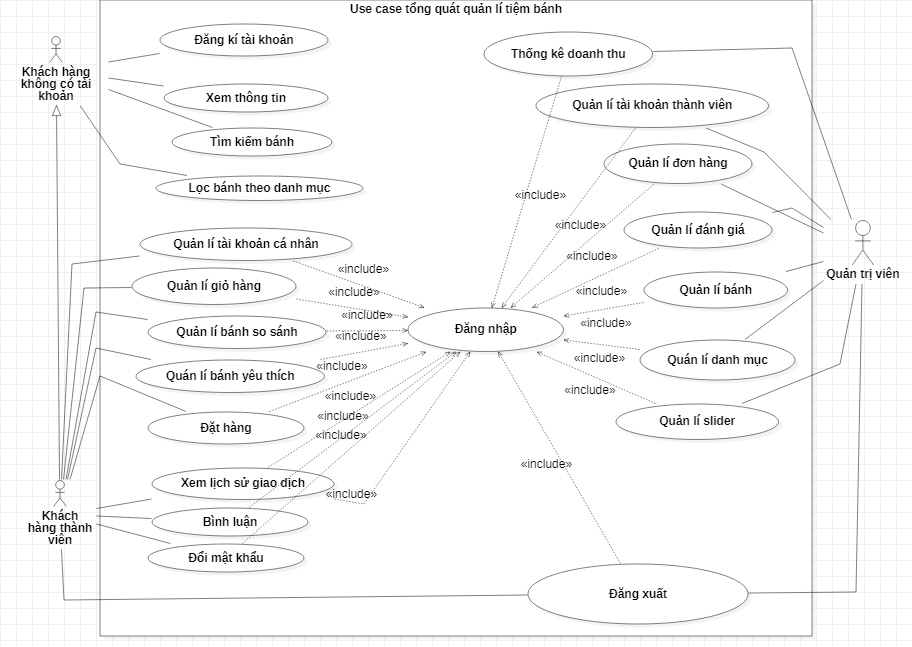 Use case tổng quát quản lí tiệm bánh
Khách hàng
không có tài
khoản
Đăng kí tài khoản
Xem thông tin
Tìm kiếm bánh
Lọc bánh theo danh mục
Quản lí tài khoản cá nhân
Quản lí giỏ hàng
Quản lí bánh so sánh
Quán lí bánh yêu thích
Đặt hàng
Xem lịch sử giao dịch
Bình luận
Đổi mật khẩu
Khách
hàng thành
viên
«include»
«include»
«include»
«include»
«include»
«include»
«include»
«include»
«include»
Đăng nhập
Thống kê doanh thu
Quản lí tài khoản thành viên
Quản lí đơn hàng
Quản lí đánh giá
Quản lí bánh
Quán lí danh mục
Quản lí slider
«include»
«include»
«include»
«include»
«include»
«include»
«include»
«include»
Đăng xuất
Quản trị viên